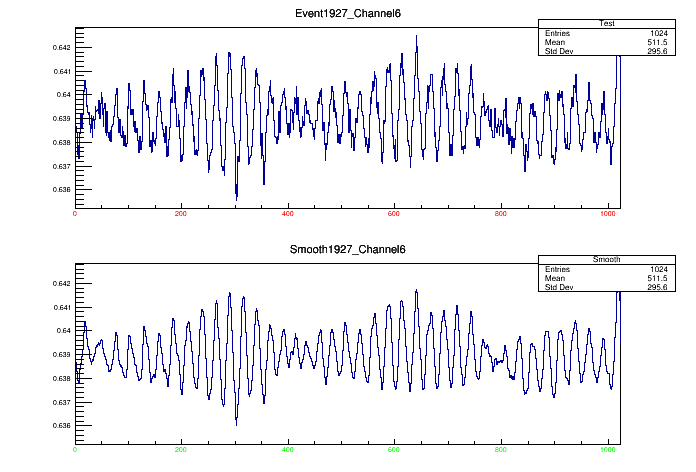 Event1927_Channel6
Test
Entries 1024
Mean 511.5
Std Dev 295.6
0.642
0.641
0.64
0.639
0.638
0.637
0.636
0 200 400 600 800 1000
Smooth1927_Channel6
Smooth
Entries 1024
Mean 511.5
Std Dev 295.6
0.642
0.641
0.64
0.639
0.638
0.637
0.636
0 200 400 600 800 1000